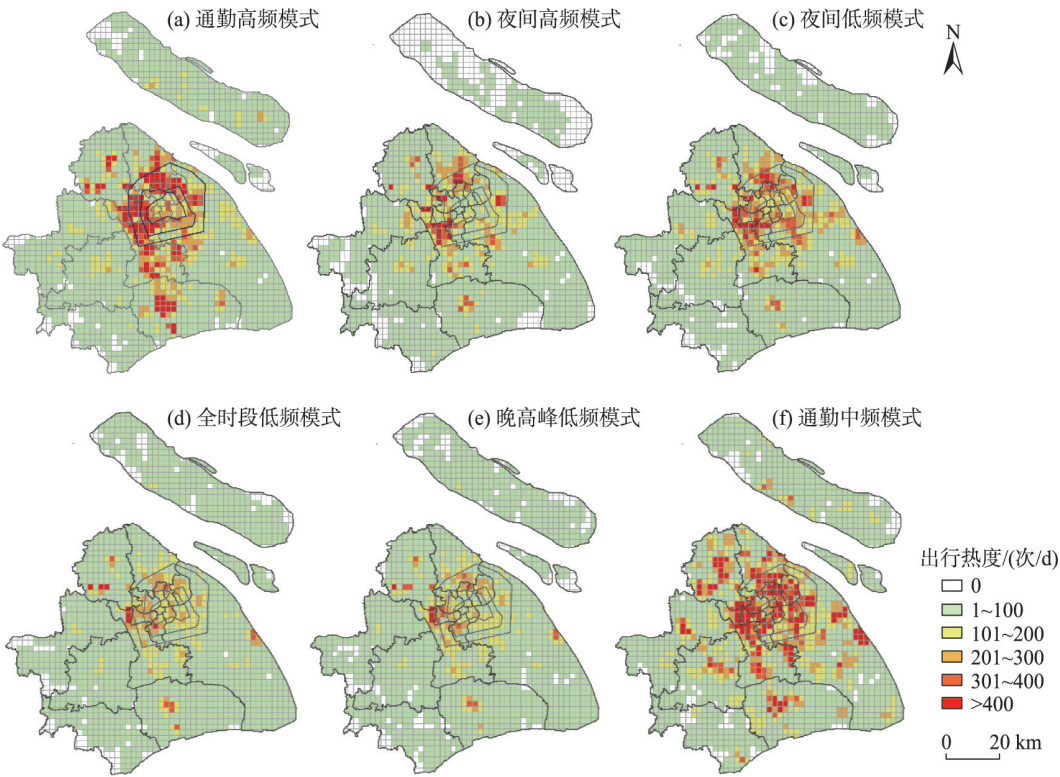 (a) 通勤高频模式
(b) 夜间高频模式
(c) 夜间低频模式
N
(d) 全时段低频模式
(e) 晚高峰低频模式
(f) 通勤中频模式
出行热度/(次/d)
0
1~100
101~200
201~300
301~400
>400
0 20 km